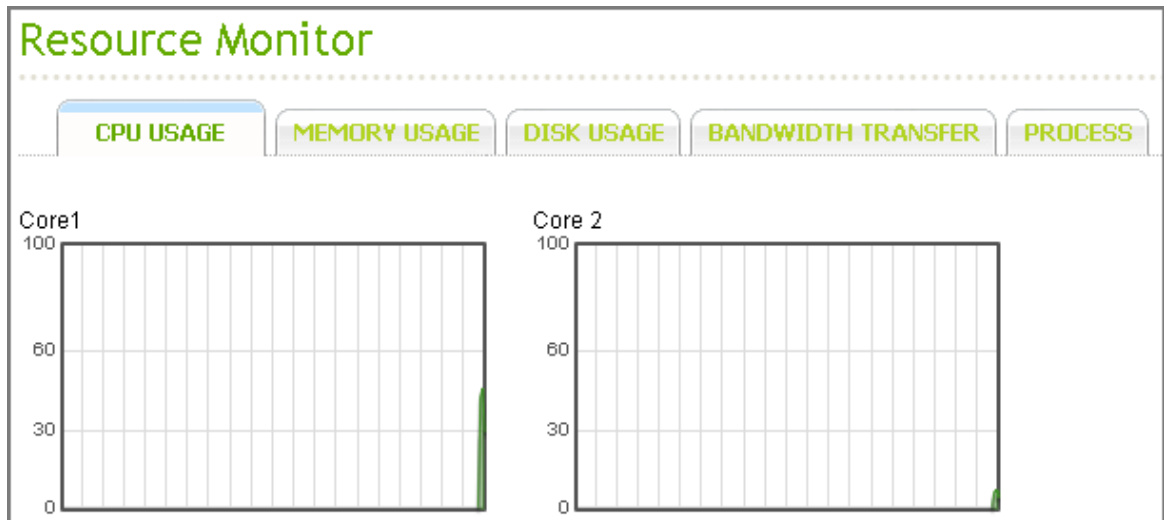 Resource Monitor
CPU USAGE MEMORY USAGE DISK USAGE BANDWIDTH TRANSFER PROCESS
Core1 Core 2
100 100
60 60
30 30
0 0